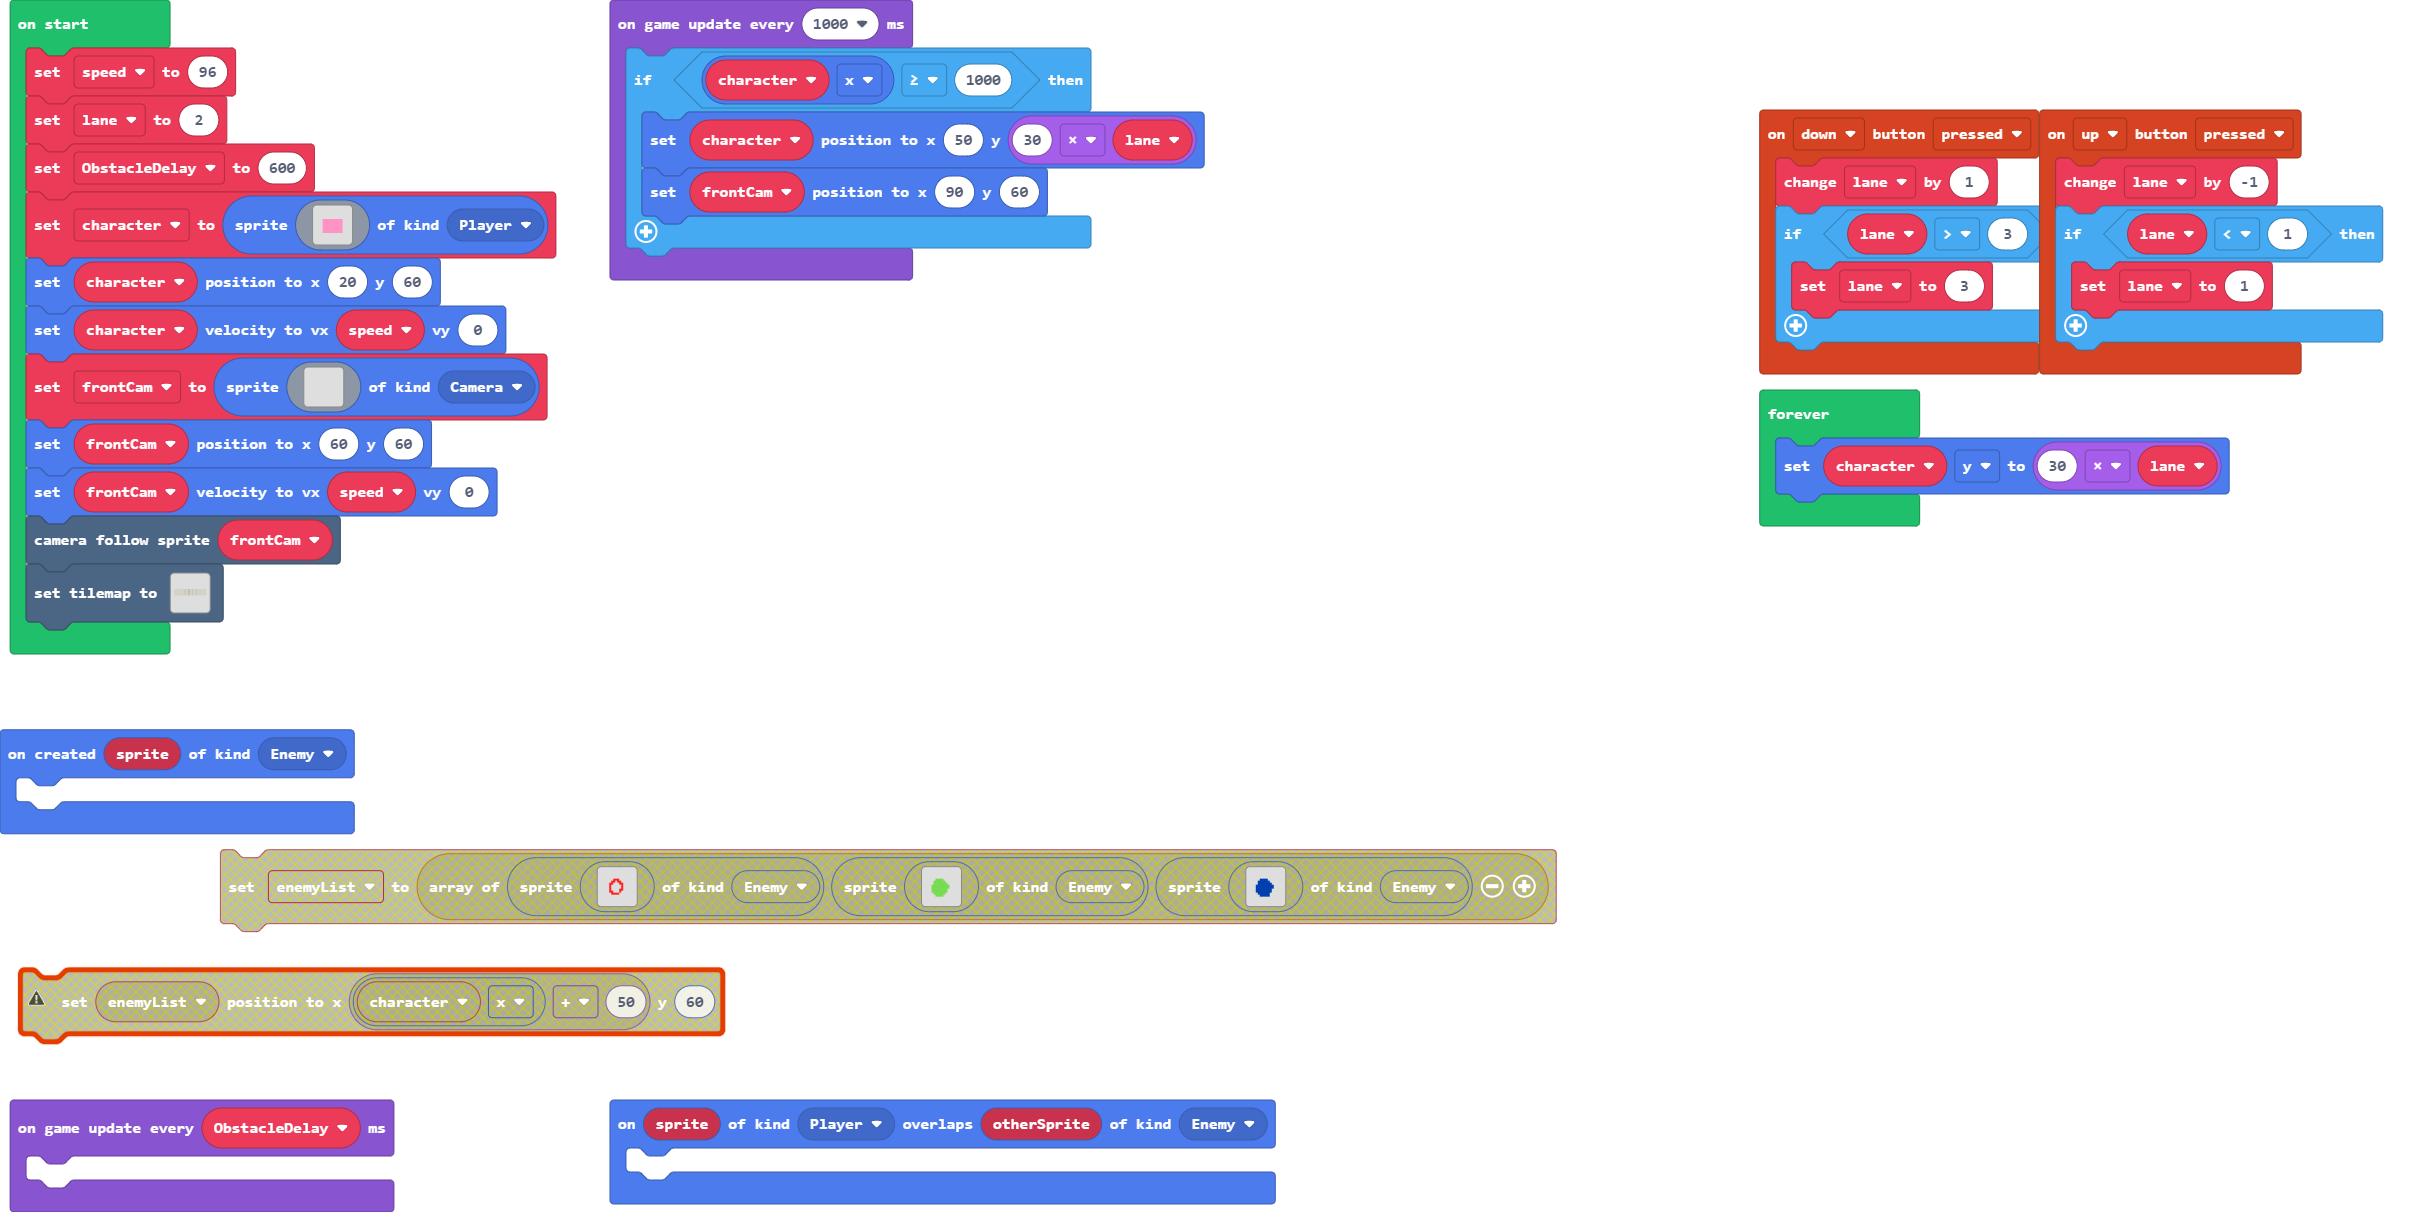 on start
set speed to 96
set lane to 2
set ObstacleDelay to 600
set character to sprite of kind Player
set character position to x 20 y 60
set character velocity to vx speed vy 0
set frontCam to sprite of kind Camera
set frontCam position to x 60 y 60
set frontCam velocity to vx speed vy 0
camera follow sprite frontCam
set tilemap to
on game update every 1000 ms
if character x ≥ 1000 then
set character position to x 50 y 30 × lane
set frontCam position to x 90 y 60
on down button pressed
change lane by 1
if lane > 3
set lane to 3
on up button pressed
change lane by -1
if lane < 1 then
set lane to 1
forever
set character y to 30 × lane
on created sprite of kind Enemy
set enemyList to array of sprite of kind Enemy sprite of kind Enemy sprite of kind Enemy
set enemyList position to x character x + 50 y 60
on game update every ObstacleDelay ms
on sprite of kind Player overlaps otherSprite of kind Enemy